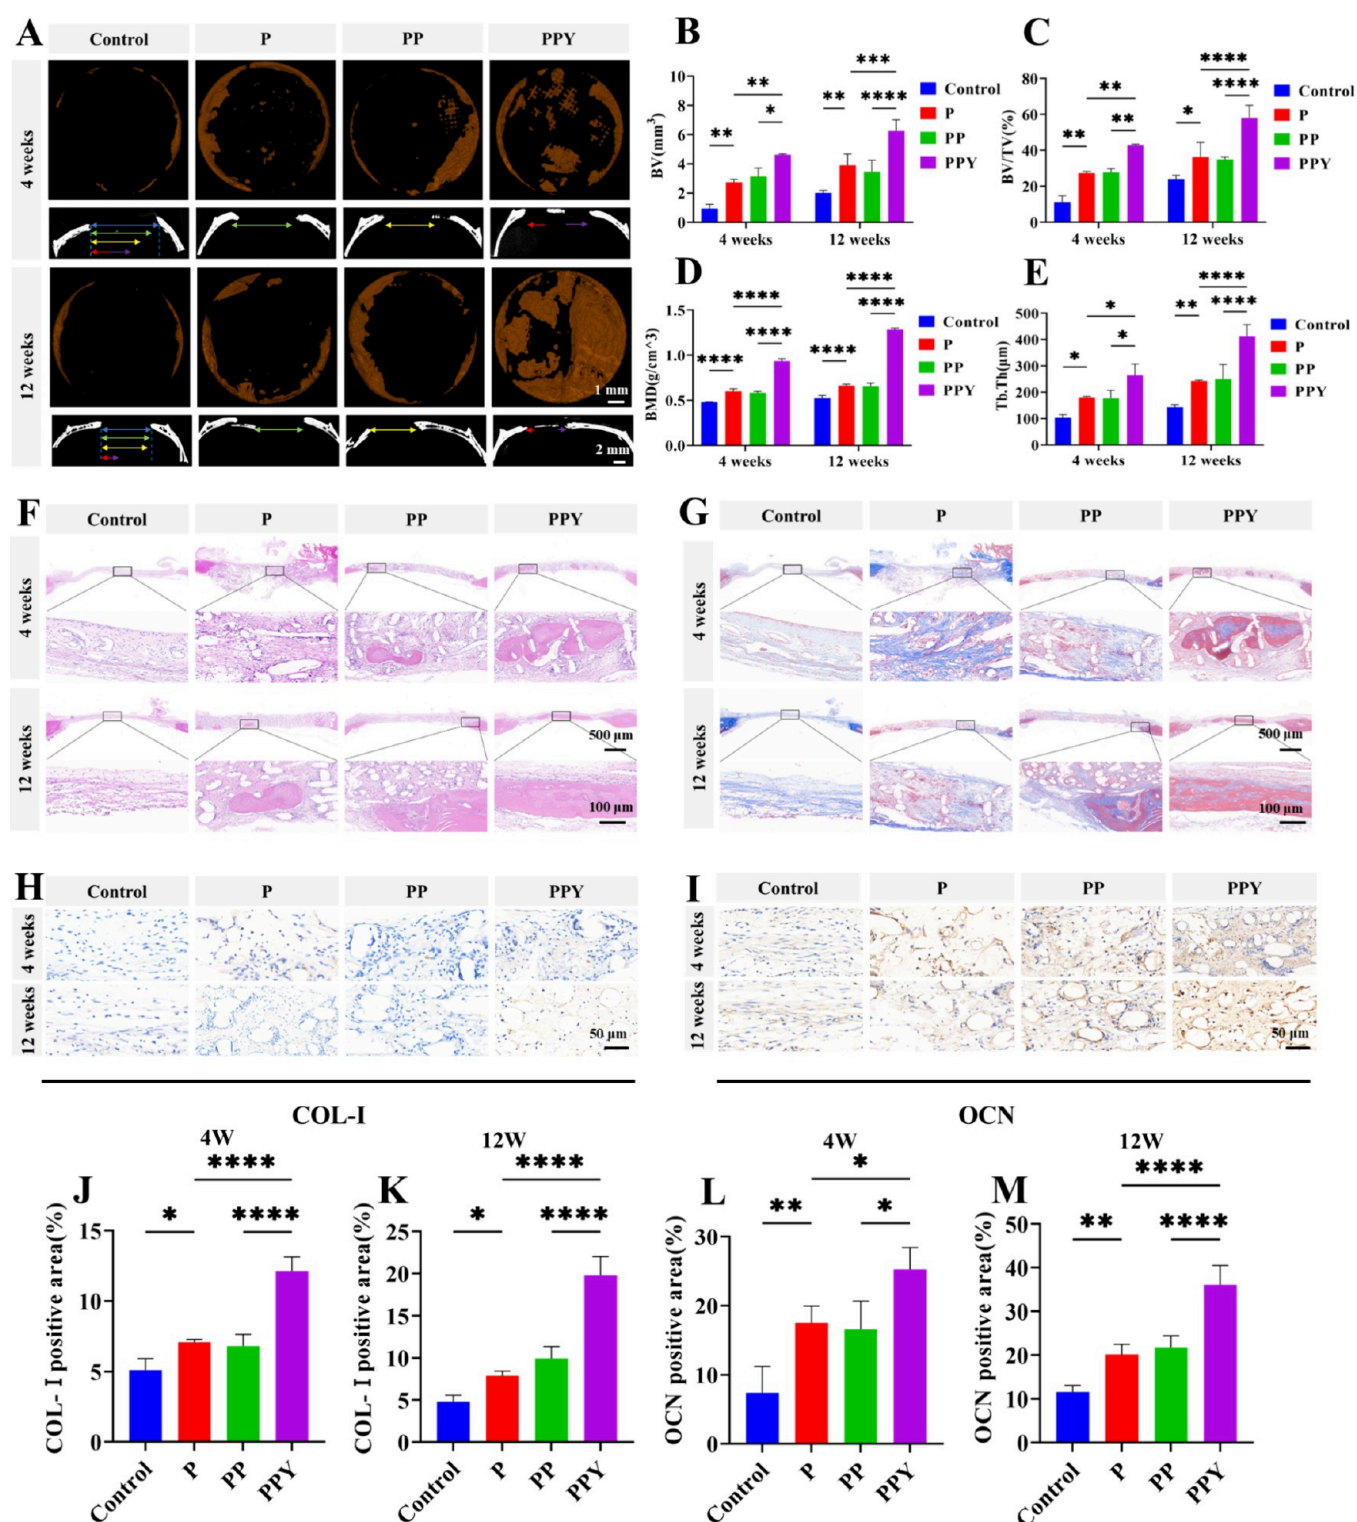 A Control P PP PPY
4 weeks
12 weeks
1 mm
2 mm
B
BV(mm³)
10
8
6
4
2
0
** ** * ** *** ****
4 weeks 12 weeks
Control
P
PP
PPY
C
BV/TV(%)
80
60
40
20
0
** ** ** * **** ****
4 weeks 12 weeks
Control
P
PP
PPY
D
BMD(g/cm^3)
1.5
1.0
0.5
0.0
**** **** **** **** **** ****
4 weeks 12 weeks
Control
P
PP
PPY
E
Tb.Th(μm)
500
400
300
200
100
0
* * * ** **** ****
4 weeks 12 weeks
Control
P
PP
PPY
F Control P PP PPY
4 weeks
12 weeks
500 μm
100 μm
G Control P PP PPY
4 weeks
12 weeks
500 μm
100 μm
H Control P PP PPY
4 weeks
12 weeks
50 μm
I Control P PP PPY
4 weeks
12 weeks
50 μm
COL-I
OCN
J
4W
****
* ****
COL- I positive area(%)
15
10
5
0
Control P PP PPY
K
12W
****
* ****
COL- I positive area(%)
25
20
15
10
5
0
Control P PP PPY
L
4W
*
** *
OCN positive area(%)
30
20
10
0
Control P PP PPY
M
12W
****
** ****
OCN positive area(%)
50
40
30
20
10
0
Control P PP PPY